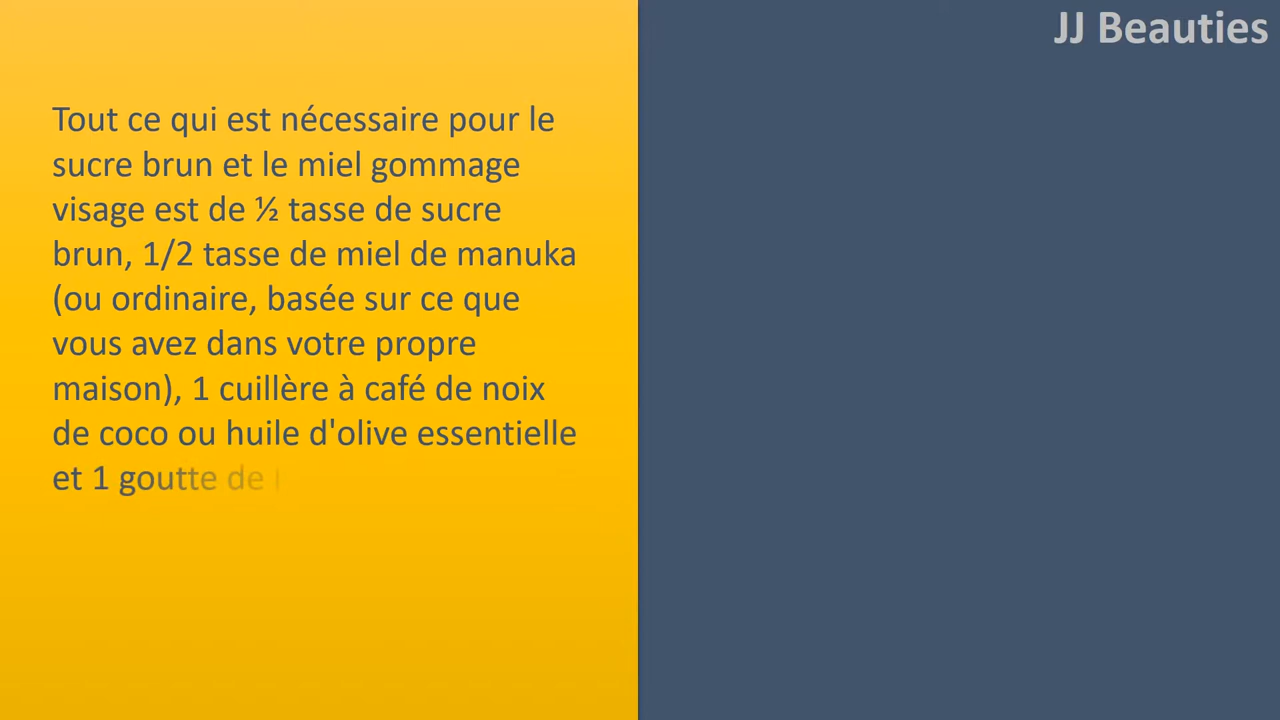 JJ Beauties
Tout ce qui est nécessaire pour le
sucre brun et le miel gommage
visage est de ½ tasse de sucre
brun, 1/2 tasse de miel de manuka
(ou ordinaire, basée sur ce que
vous avez dans votre propre
maison), 1 cuillère à café de noix
de coco ou huile d'olive essentielle
et 1 goutte de